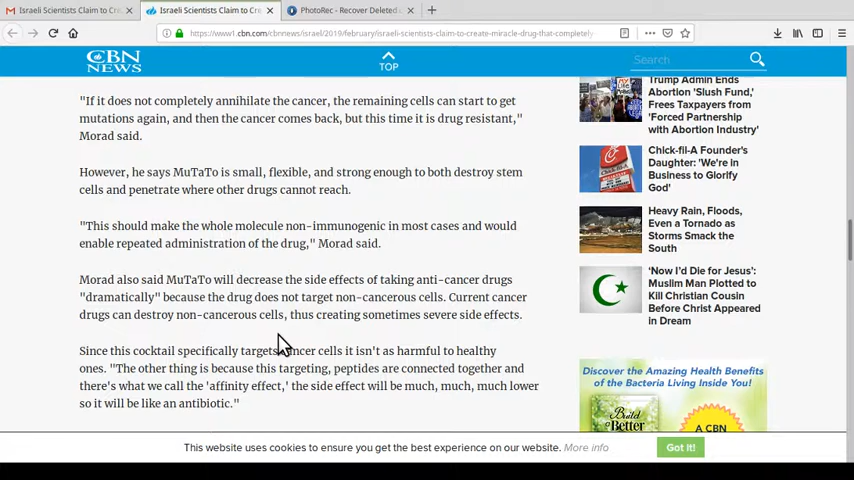 Israeli Scientists Claim to Cre
Israeli Scientists Claim to Cre
PhotoRec - Recover Deleted
https://www1.cbn.com/cbnnews/israel/2019/february/israeli-scientists-claim-to-create-miracle-drug-that-completely
CBN
NEWS
TOP
Search
"If it does not completely annihilate the cancer, the remaining cells can start to get
mutations again, and then the cancer comes back, but this time it is drug resistant,"
Morad said.
However, he says MuTaTo is small, flexible, and strong enough to both destroy stem
cells and penetrate where other drugs cannot reach.
"This should make the whole molecule non-immunogenic in most cases and would
enable repeated administration of the drug," Morad said.
Morad also said MuTaTo will decrease the side effects of taking anti-cancer drugs
"dramatically" because the drug does not target non-cancerous cells. Current cancer
drugs can destroy non-cancerous cells, thus creating sometimes severe side effects.
Since this cocktail specifically targets cancer cells it isn't as harmful to healthy
ones. "The other thing is because this targeting, peptides are connected together and
there's what we call the 'affinity effect,' the side effect will be much, much, much lower
so it will be like an antibiotic."
Trump Admin Ends
Abortion 'Slush Fund,'
Frees Taxpayers from
'Forced Partnership
with Abortion Industry'
Chick-fil-A Founder's
Daughter: 'We're in
Business to Glorify
God'
Heavy Rain, Floods,
Even a Tornado as
Storms Smack the
South
'Now I'd Die for Jesus':
Muslim Man Plotted to
Kill Christian Cousin
Before Christ Appeared
in Dream
Discover the Amazing Health Benefits
of the Bacteria Living Inside You!
Build
a Better
A CBN
This website uses cookies to ensure you get the best experience on our website. More info
Got it!